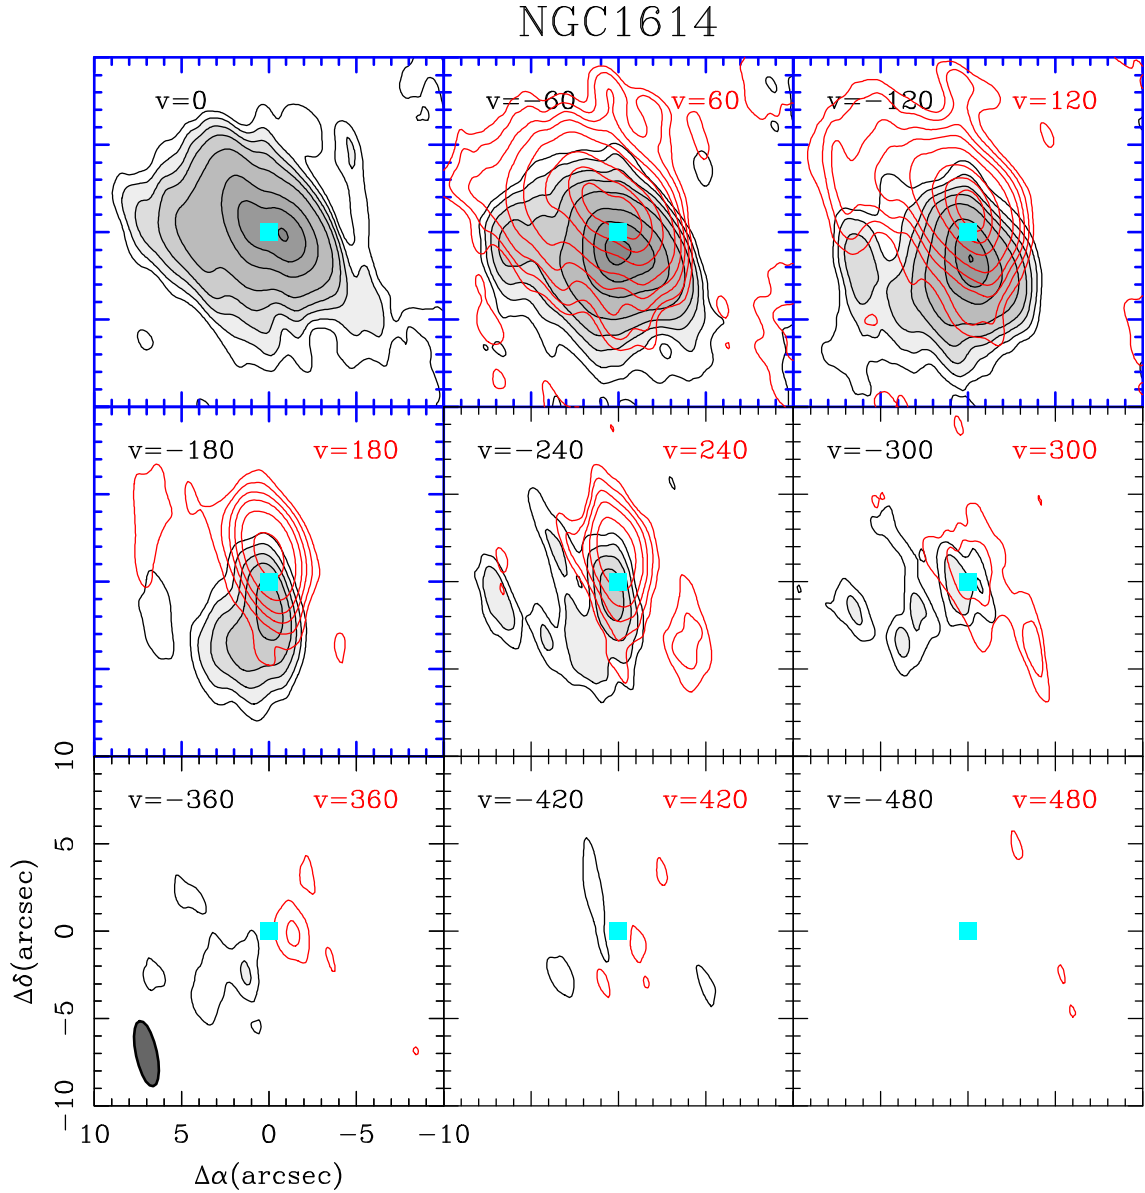 NGC1614
v=0
v=−60 v=60
v=−120 v=120
v=−180 v=180
v=−240 v=240
v=−300 v=300
v=−360 v=360
v=−420 v=420
v=−480 v=480
10
5
0
−5
−10
Δδ(arcsec)
10 5 0 −5 −10
Δα(arcsec)